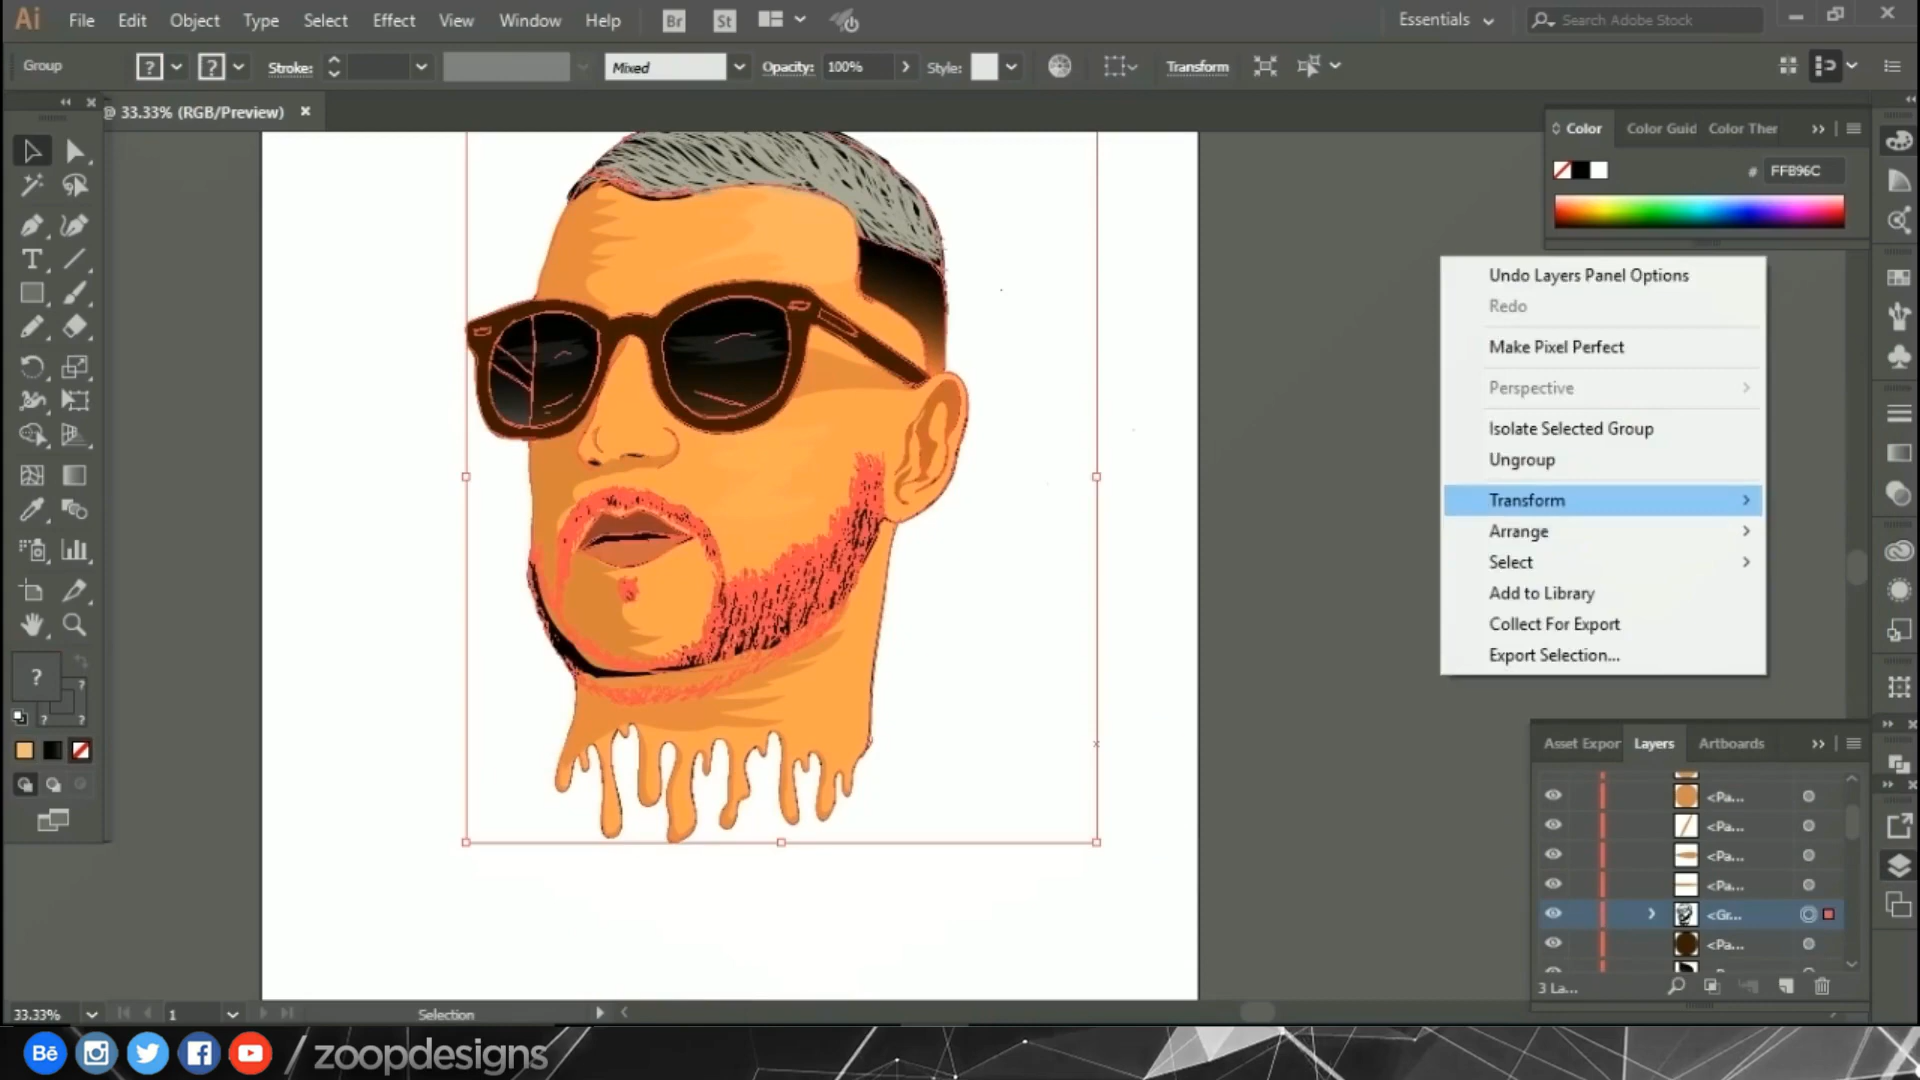 Ai File Edit Object Type Select Effect View Window Help Br St Essentials Search Adobe Stock
Group ? ? Stroke: Mixed Opacity: 100% Style: Transform
@ 33.33% (RGB/Preview) ×
Color Color Guid Color Ther
# FFB96C
Undo Layers Panel Options
Redo
Make Pixel Perfect
Perspective
Isolate Selected Group
Ungroup
Transform
Arrange
Select
Add to Library
Collect For Export
Export Selection...
T
?
?
? ?
Asset Expor Layers Artboards
<Pa...
<Pa...
<Pa...
<Pa...
<Gr...
<Pa...
3 La...
33.33% 1 Selection
Bē / zoopdesigns